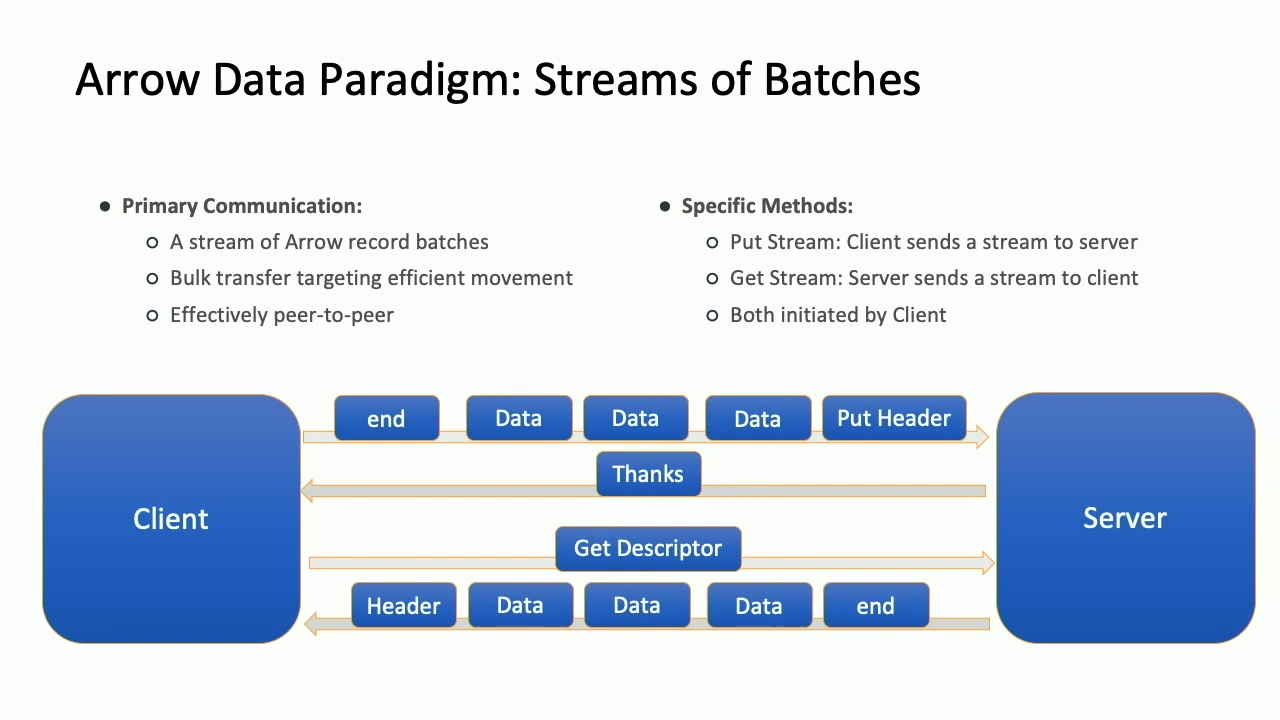 Arrow Data Paradigm: Streams of Batches
● Primary Communication:
○ A stream of Arrow record batches
○ Bulk transfer targeting efficient movement
○ Effectively peer-to-peer
● Specific Methods:
○ Put Stream: Client sends a stream to server
○ Get Stream: Server sends a stream to client
○ Both initiated by Client
Client
end Data Data Data Put Header
Thanks
Get Descriptor
Header Data Data Data end
Server